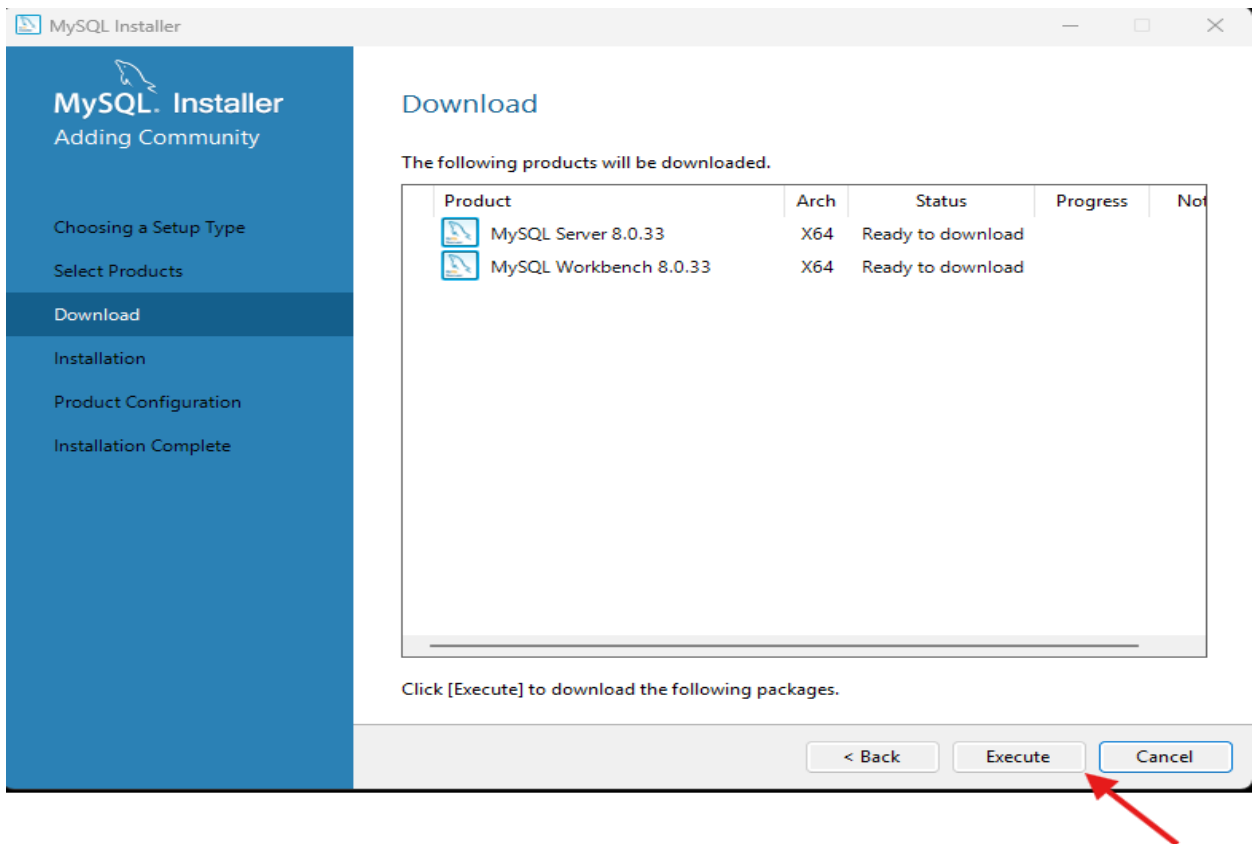 MySQL Installer
MySQL. Installer
Adding Community
Choosing a Setup Type
Select Products
Download
Installation
Product Configuration
Installation Complete
Download
The following products will be downloaded.
Product Arch Status Progress Not
MySQL Server 8.0.33 X64 Ready to download
MySQL Workbench 8.0.33 X64 Ready to download
Click [Execute] to download the following packages.
< Back Execute Cancel